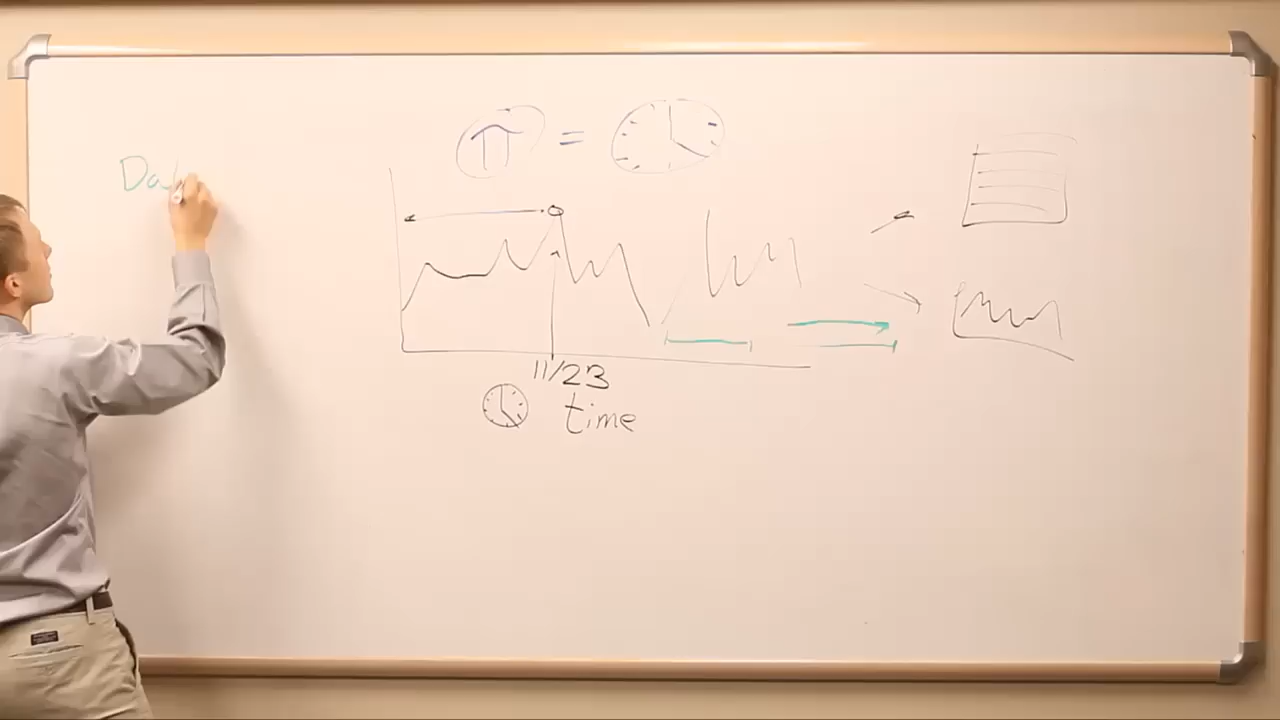 Da
π =
11/23
time